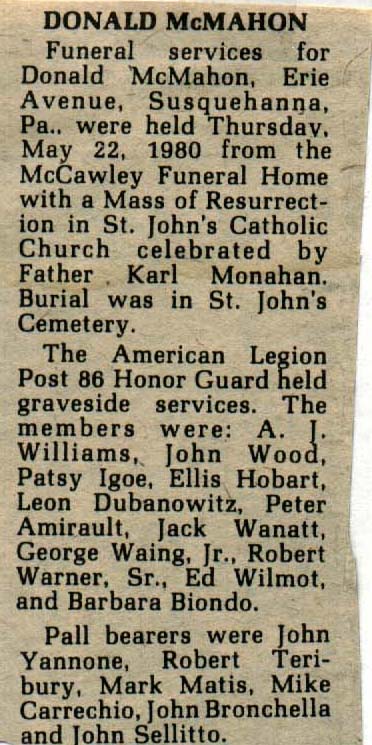 DONALD McMAHON
Funeral services for
Donald McMahon, Erie
Avenue, Susquehanna,
Pa., were held Thursday,
May 22, 1980 from the
McCawley Funeral Home
with a Mass of Resurrect-
ion in St. John's Catholic
Church celebrated by
Father Karl Monahan.
Burial was in St. John's
Cemetery.
The American Legion
Post 86 Honor Guard held
graveside services. The
members were: A. J.
Williams, John Wood,
Patsy Igoe, Ellis Hobart,
Leon Dubanowitz, Peter
Amirault, Jack Wanatt,
George Waing, Jr., Robert
Warner, Sr., Ed Wilmot,
and Barbara Biondo.
Pall bearers were John
Yannone, Robert Teri-
bury, Mark Matis, Mike
Carrechio, John Bronchella
and John Sellitto.